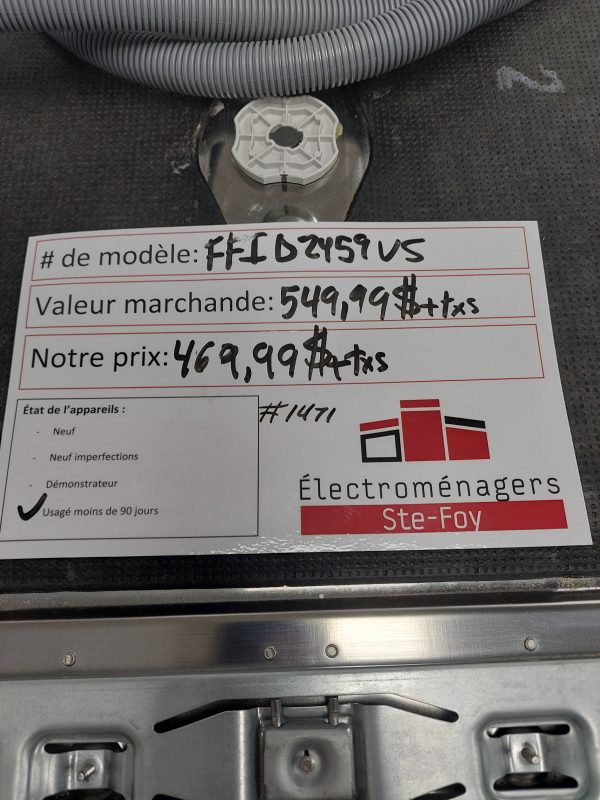 2
# de modèle: FFID2459VS
Valeur marchande: 549,99$+txs
Notre prix: 469,99$+txs
État de l'appareils :
- Neuf
- Neuf imperfections
- Démonstrateur
✓ Usagé moins de 90 jours
#1471
Électroménagers
Ste-Foy